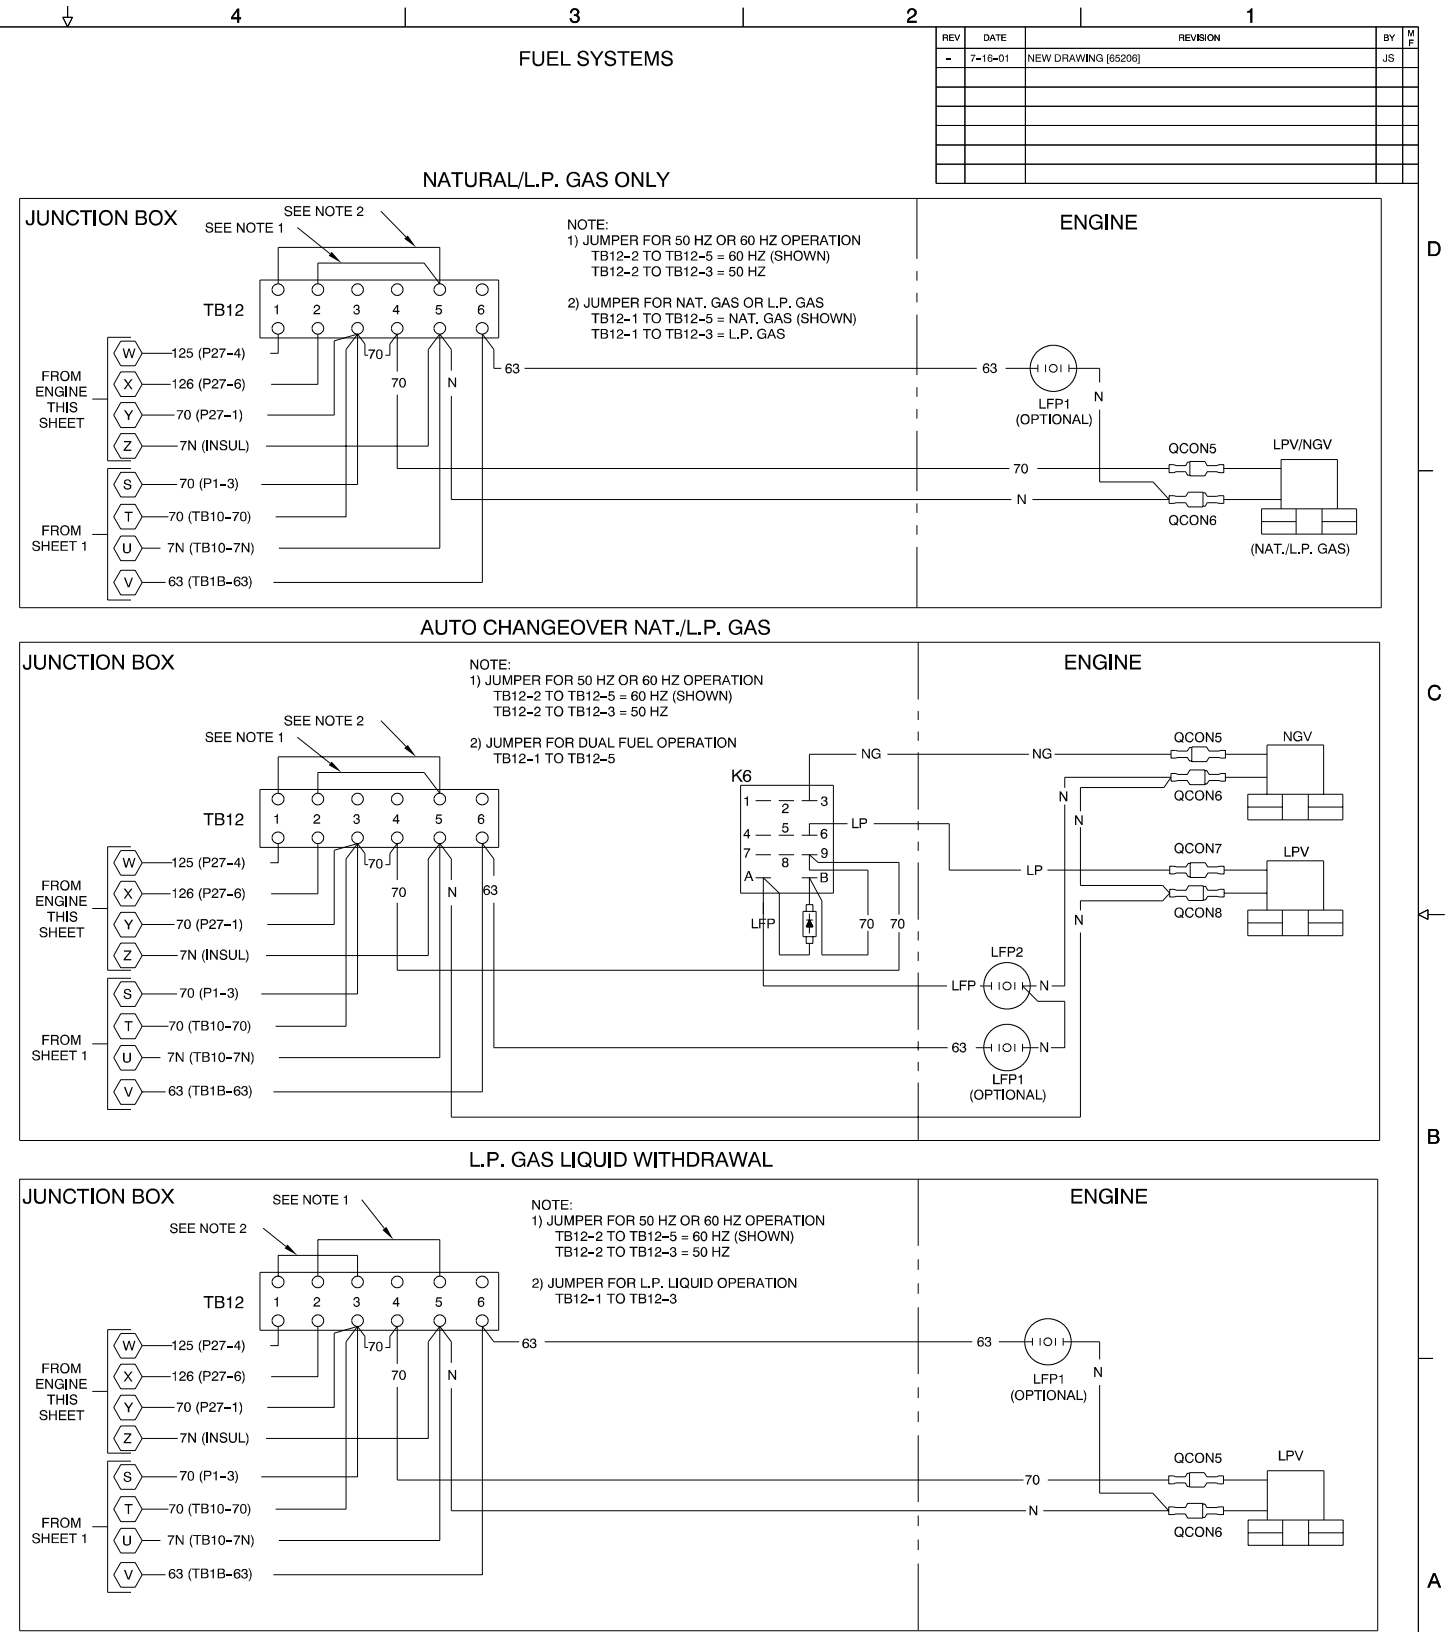 4 3 2 1
FUEL SYSTEMS
REV DATE REVISION BY MF
- 7-16-01 NEW DRAWING [65206] JS
NATURAL/L.P. GAS ONLY
JUNCTION BOX
SEE NOTE 2
SEE NOTE 1
NOTE:
1) JUMPER FOR 50 HZ OR 60 HZ OPERATION
TB12-2 TO TB12-5 = 60 HZ (SHOWN)
TB12-2 TO TB12-3 = 50 HZ
2) JUMPER FOR NAT. GAS OR L.P. GAS
TB12-1 TO TB12-5 = NAT. GAS (SHOWN)
TB12-1 TO TB12-3 = L.P. GAS
ENGINE
D
TB12 1 2 3 4 5 6
FROM
ENGINE
THIS
SHEET
W 125 (P27-4)
X 126 (P27-6)
Y 70 (P27-1)
Z 7N (INSUL)
FROM
SHEET 1
S 70 (P1-3)
T 70 (TB10-70)
U 7N (TB10-7N)
V 63 (TB1B-63)
70
70 N
63 63
LFP1
(OPTIONAL)
N
70
N
QCON5
QCON6
LPV/NGV
(NAT./L.P. GAS)
AUTO CHANGEOVER NAT./L.P. GAS
JUNCTION BOX
SEE NOTE 2
SEE NOTE 1
NOTE:
1) JUMPER FOR 50 HZ OR 60 HZ OPERATION
TB12-2 TO TB12-5 = 60 HZ (SHOWN)
TB12-2 TO TB12-3 = 50 HZ
2) JUMPER FOR DUAL FUEL OPERATION
TB12-1 TO TB12-5
ENGINE
C
TB12 1 2 3 4 5 6
FROM
ENGINE
THIS
SHEET
W 125 (P27-4)
X 126 (P27-6)
Y 70 (P27-1)
Z 7N (INSUL)
FROM
SHEET 1
S 70 (P1-3)
T 70 (TB10-70)
U 7N (TB10-7N)
V 63 (TB1B-63)
70
70 N 63
K6
1 2 3
4 5 6
7 8 9
A B
LFP 70 70
NG NG
LP LP
LFP
LFP2
N
63
N
LFP1
(OPTIONAL)
N
N
N
QCON5
QCON6
NGV
QCON7
QCON8
LPV
B
L.P. GAS LIQUID WITHDRAWAL
JUNCTION BOX
SEE NOTE 1
SEE NOTE 2
NOTE:
1) JUMPER FOR 50 HZ OR 60 HZ OPERATION
TB12-2 TO TB12-5 = 60 HZ (SHOWN)
TB12-2 TO TB12-3 = 50 HZ
2) JUMPER FOR L.P. LIQUID OPERATION
TB12-1 TO TB12-3
ENGINE
TB12 1 2 3 4 5 6
FROM
ENGINE
THIS
SHEET
W 125 (P27-4)
X 126 (P27-6)
Y 70 (P27-1)
Z 7N (INSUL)
FROM
SHEET 1
S 70 (P1-3)
T 70 (TB10-70)
U 7N (TB10-7N)
V 63 (TB1B-63)
70
70 N
63 63
LFP1
(OPTIONAL)
N
70
N
QCON5
QCON6
LPV
A